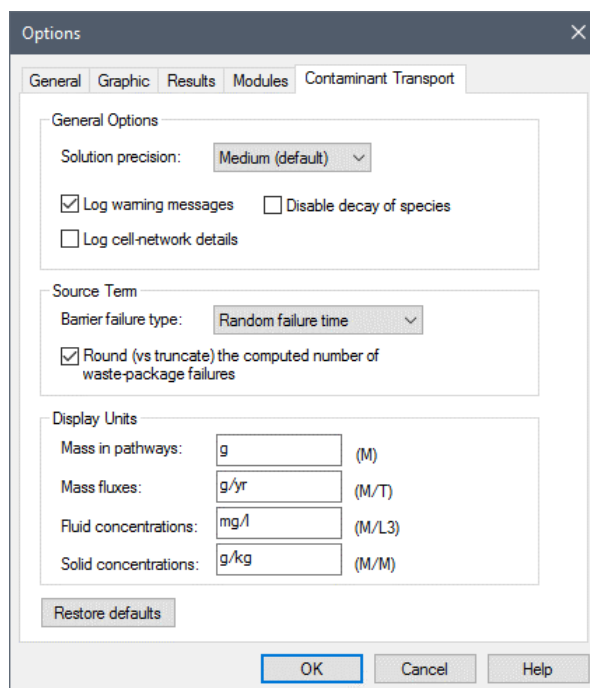 Options
General Graphic Results Modules Contaminant Transport
General Options
Solution precision: Medium (default)
Log warning messages Disable decay of species
Log cell-network details
Source Term
Barrier failure type: Random failure time
Round (vs truncate) the computed number of
waste-package failures
Display Units
Mass in pathways: g (M)
Mass fluxes: g/yr (M/T)
Fluid concentrations: mg/l (M/L3)
Solid concentrations: g/kg (M/M)
Restore defaults
OK Cancel Help